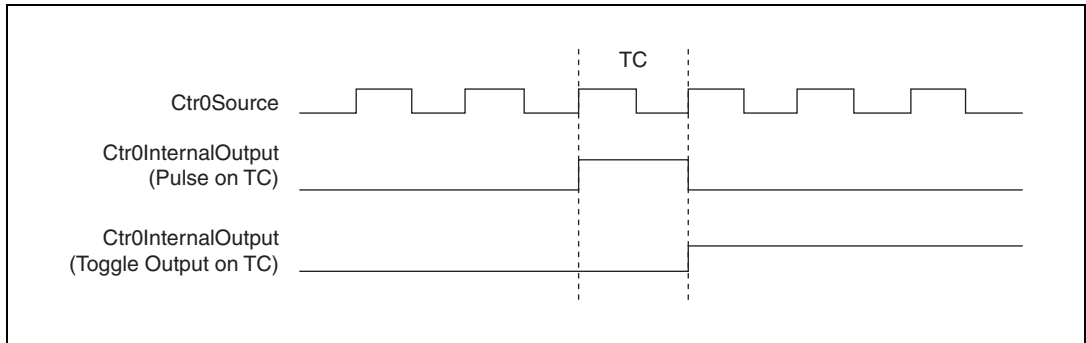 TC
Ctr0Source
Ctr0InternalOutput
(Pulse on TC)
Ctr0InternalOutput
(Toggle Output on TC)